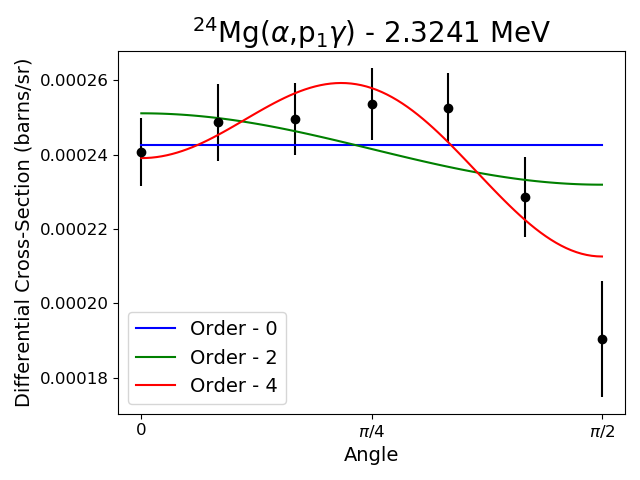 ²⁴Mg(α,p₁γ) - 2.3241 MeV
Differential Cross-Section (barns/sr)
0.00026
0.00024
0.00022
0.00020
0.00018
Order - 0
Order - 2
Order - 4
0
π/4
π/2
Angle